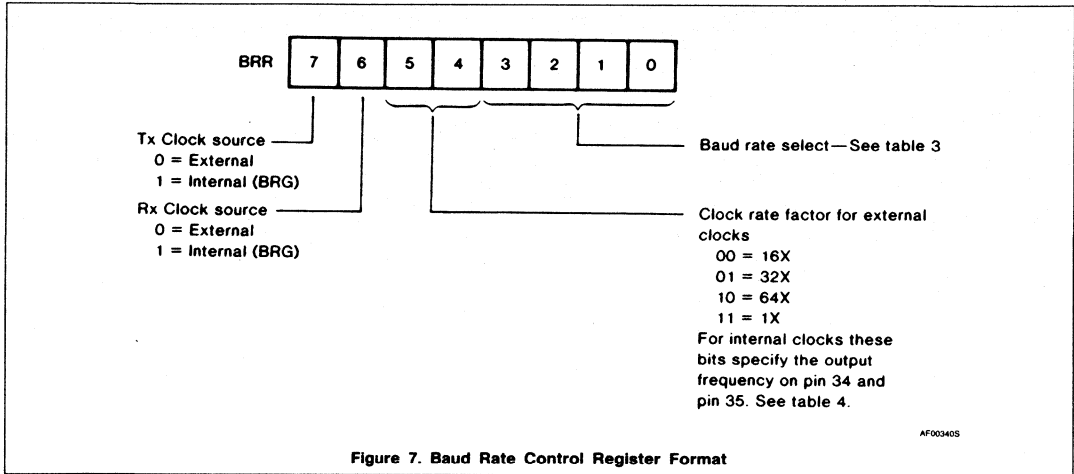 BRR 7 6 5 4 3 2 1 0
Tx Clock source
0 = External
1 = Internal (BRG)
Rx Clock source
0 = External
1 = Internal (BRG)
Baud rate select—See table 3
Clock rate factor for external
clocks
00 = 16X
01 = 32X
10 = 64X
11 = 1X
For internal clocks these
bits specify the output
frequency on pin 34 and
pin 35. See table 4.
AF00340S
Figure 7. Baud Rate Control Register Format